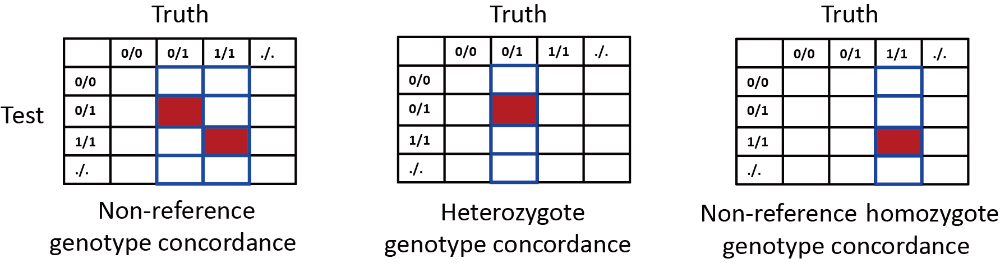 Truth
0/0 0/1 1/1 ./.
0/0
Test 0/1
1/1
./.
Non-reference
genotype concordance
Truth
0/0 0/1 1/1 ./.
0/0
0/1
1/1
./.
Heterozygote
genotype concordance
Truth
0/0 0/1 1/1 ./.
0/0
0/1
1/1
./.
Non-reference homozygote
genotype concordance